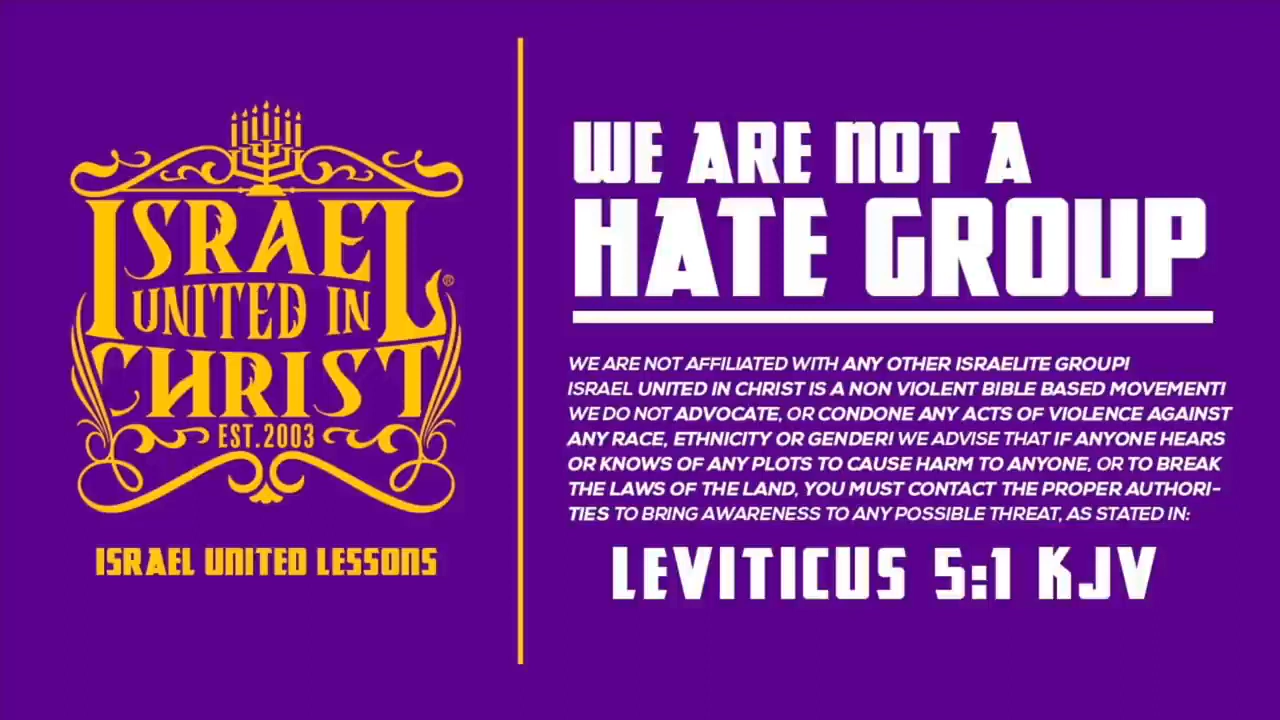 ISRAEL
UNITED IN
CHRIST
EST.2003
ISRAEL UNITED LESSONS
WE ARE NOT A
HATE GROUP
WE ARE NOT AFFILIATED WITH ANY OTHER ISRAELITE GROUP!
ISRAEL UNITED IN CHRIST IS A NON VIOLENT BIBLE BASED MOVEMENT!
WE DO NOT ADVOCATE, OR CONDONE ANY ACTS OF VIOLENCE AGAINST
ANY RACE, ETHNICITY OR GENDER! WE ADVISE THAT IF ANYONE HEARS
OR KNOWS OF ANY PLOTS TO CAUSE HARM TO ANYONE, OR TO BREAK
THE LAWS OF THE LAND, YOU MUST CONTACT THE PROPER AUTHORI-
TIES TO BRING AWARENESS TO ANY POSSIBLE THREAT, AS STATED IN:
LEVITICUS 5:1 KJV